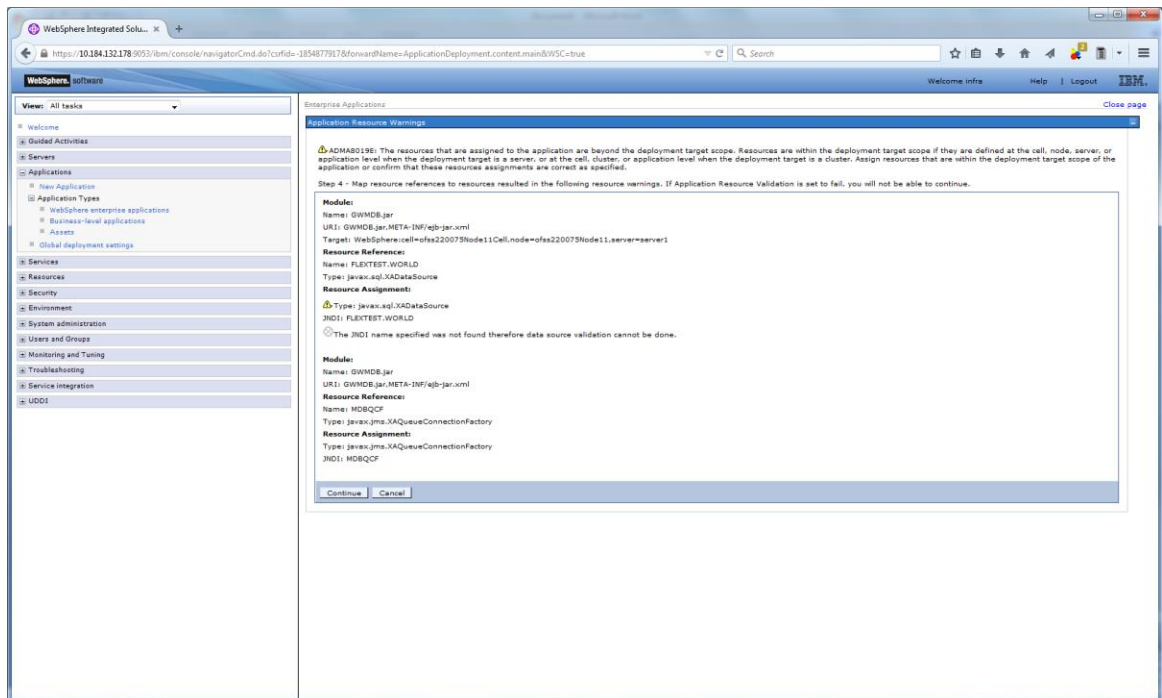 WebSphere Integrated Solu... × +
https://10.184.132.178:9053/ibm/console/navigatorCmd.do?csrfid=-1854877917&forwardName=ApplicationDeployment.content.main&WSC=true
Search
WebSphere. software
Welcome infra Help | Logout IBM.
View: All tasks
Welcome
Guided Activities
Servers
Applications
New Application
Application Types
WebSphere enterprise applications
Business-level applications
Assets
Global deployment settings
Services
Resources
Security
Environment
System administration
Users and Groups
Monitoring and Tuning
Troubleshooting
Service integration
UDDI
Enterprise Applications Close page
Application Resource Warnings
ADMA8019E: The resources that are assigned to the application are beyond the deployment target scope. Resources are within the deployment target scope if they are defined at the cell, node, server, or
application level when the deployment target is a server, or at the cell, cluster, or application level when the deployment target is a cluster. Assign resources that are within the deployment target scope of the
application or confirm that these resources assignments are correct as specified.
Step 4 - Map resource references to resources resulted in the following resource warnings. If Application Resource Validation is set to fail, you will not be able to continue.
Module:
Name: GWMDB.jar
URI: GWMDB.jar,META-INF/ejb-jar.xml
Target: WebSphere:cell=ofss220075Node11Cell,node=ofss220075Node11,server=server1
Resource Reference:
Name: FLEXTEST.WORLD
Type: javax.sql.XADataSource
Resource Assignment:
Type: javax.sql.XADataSource
JNDI: FLEXTEST.WORLD
The JNDI name specified was not found therefore data source validation cannot be done.
Module:
Name: GWMDB.jar
URI: GWMDB.jar,META-INF/ejb-jar.xml
Resource Reference:
Name: MDBQCF
Type: javax.jms.XAQueueConnectionFactory
Resource Assignment:
Type: javax.jms.XAQueueConnectionFactory
JNDI: MDBQCF
Continue Cancel